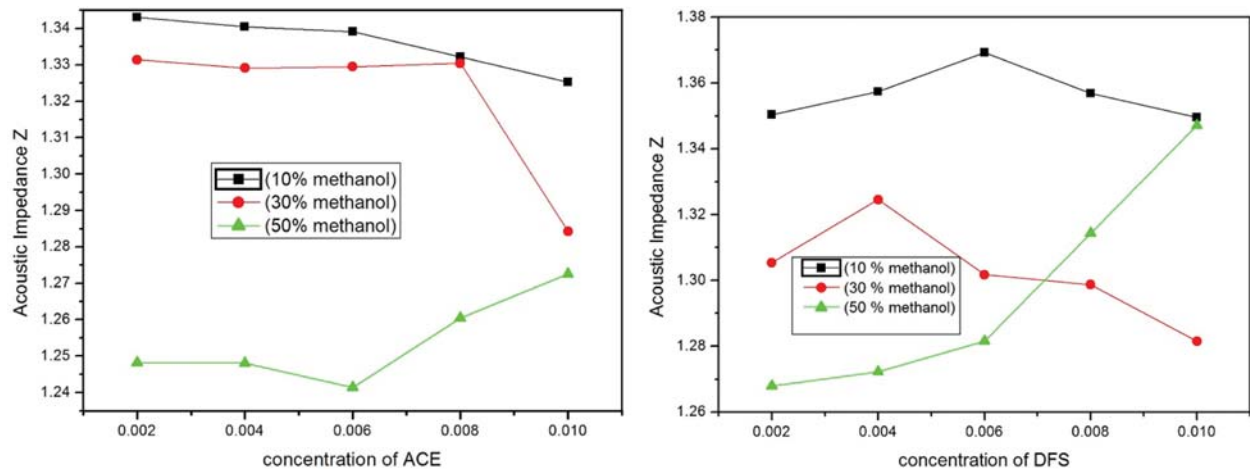 1.34
1.33
1.32
1.31
1.30
1.29
1.28
1.27
1.26
1.25
1.24
Acoustic Impedance Z
(10% methanol)
(30% methanol)
(50% methanol)
0.002 0.004 0.006 0.008 0.010
concentration of ACE
1.38
1.36
1.34
1.32
1.30
1.28
1.26
Acoustic Impedance Z
(10 % methanol)
(30 % methanol)
(50 % methanol)
0.002 0.004 0.006 0.008 0.010
concentration of DFS